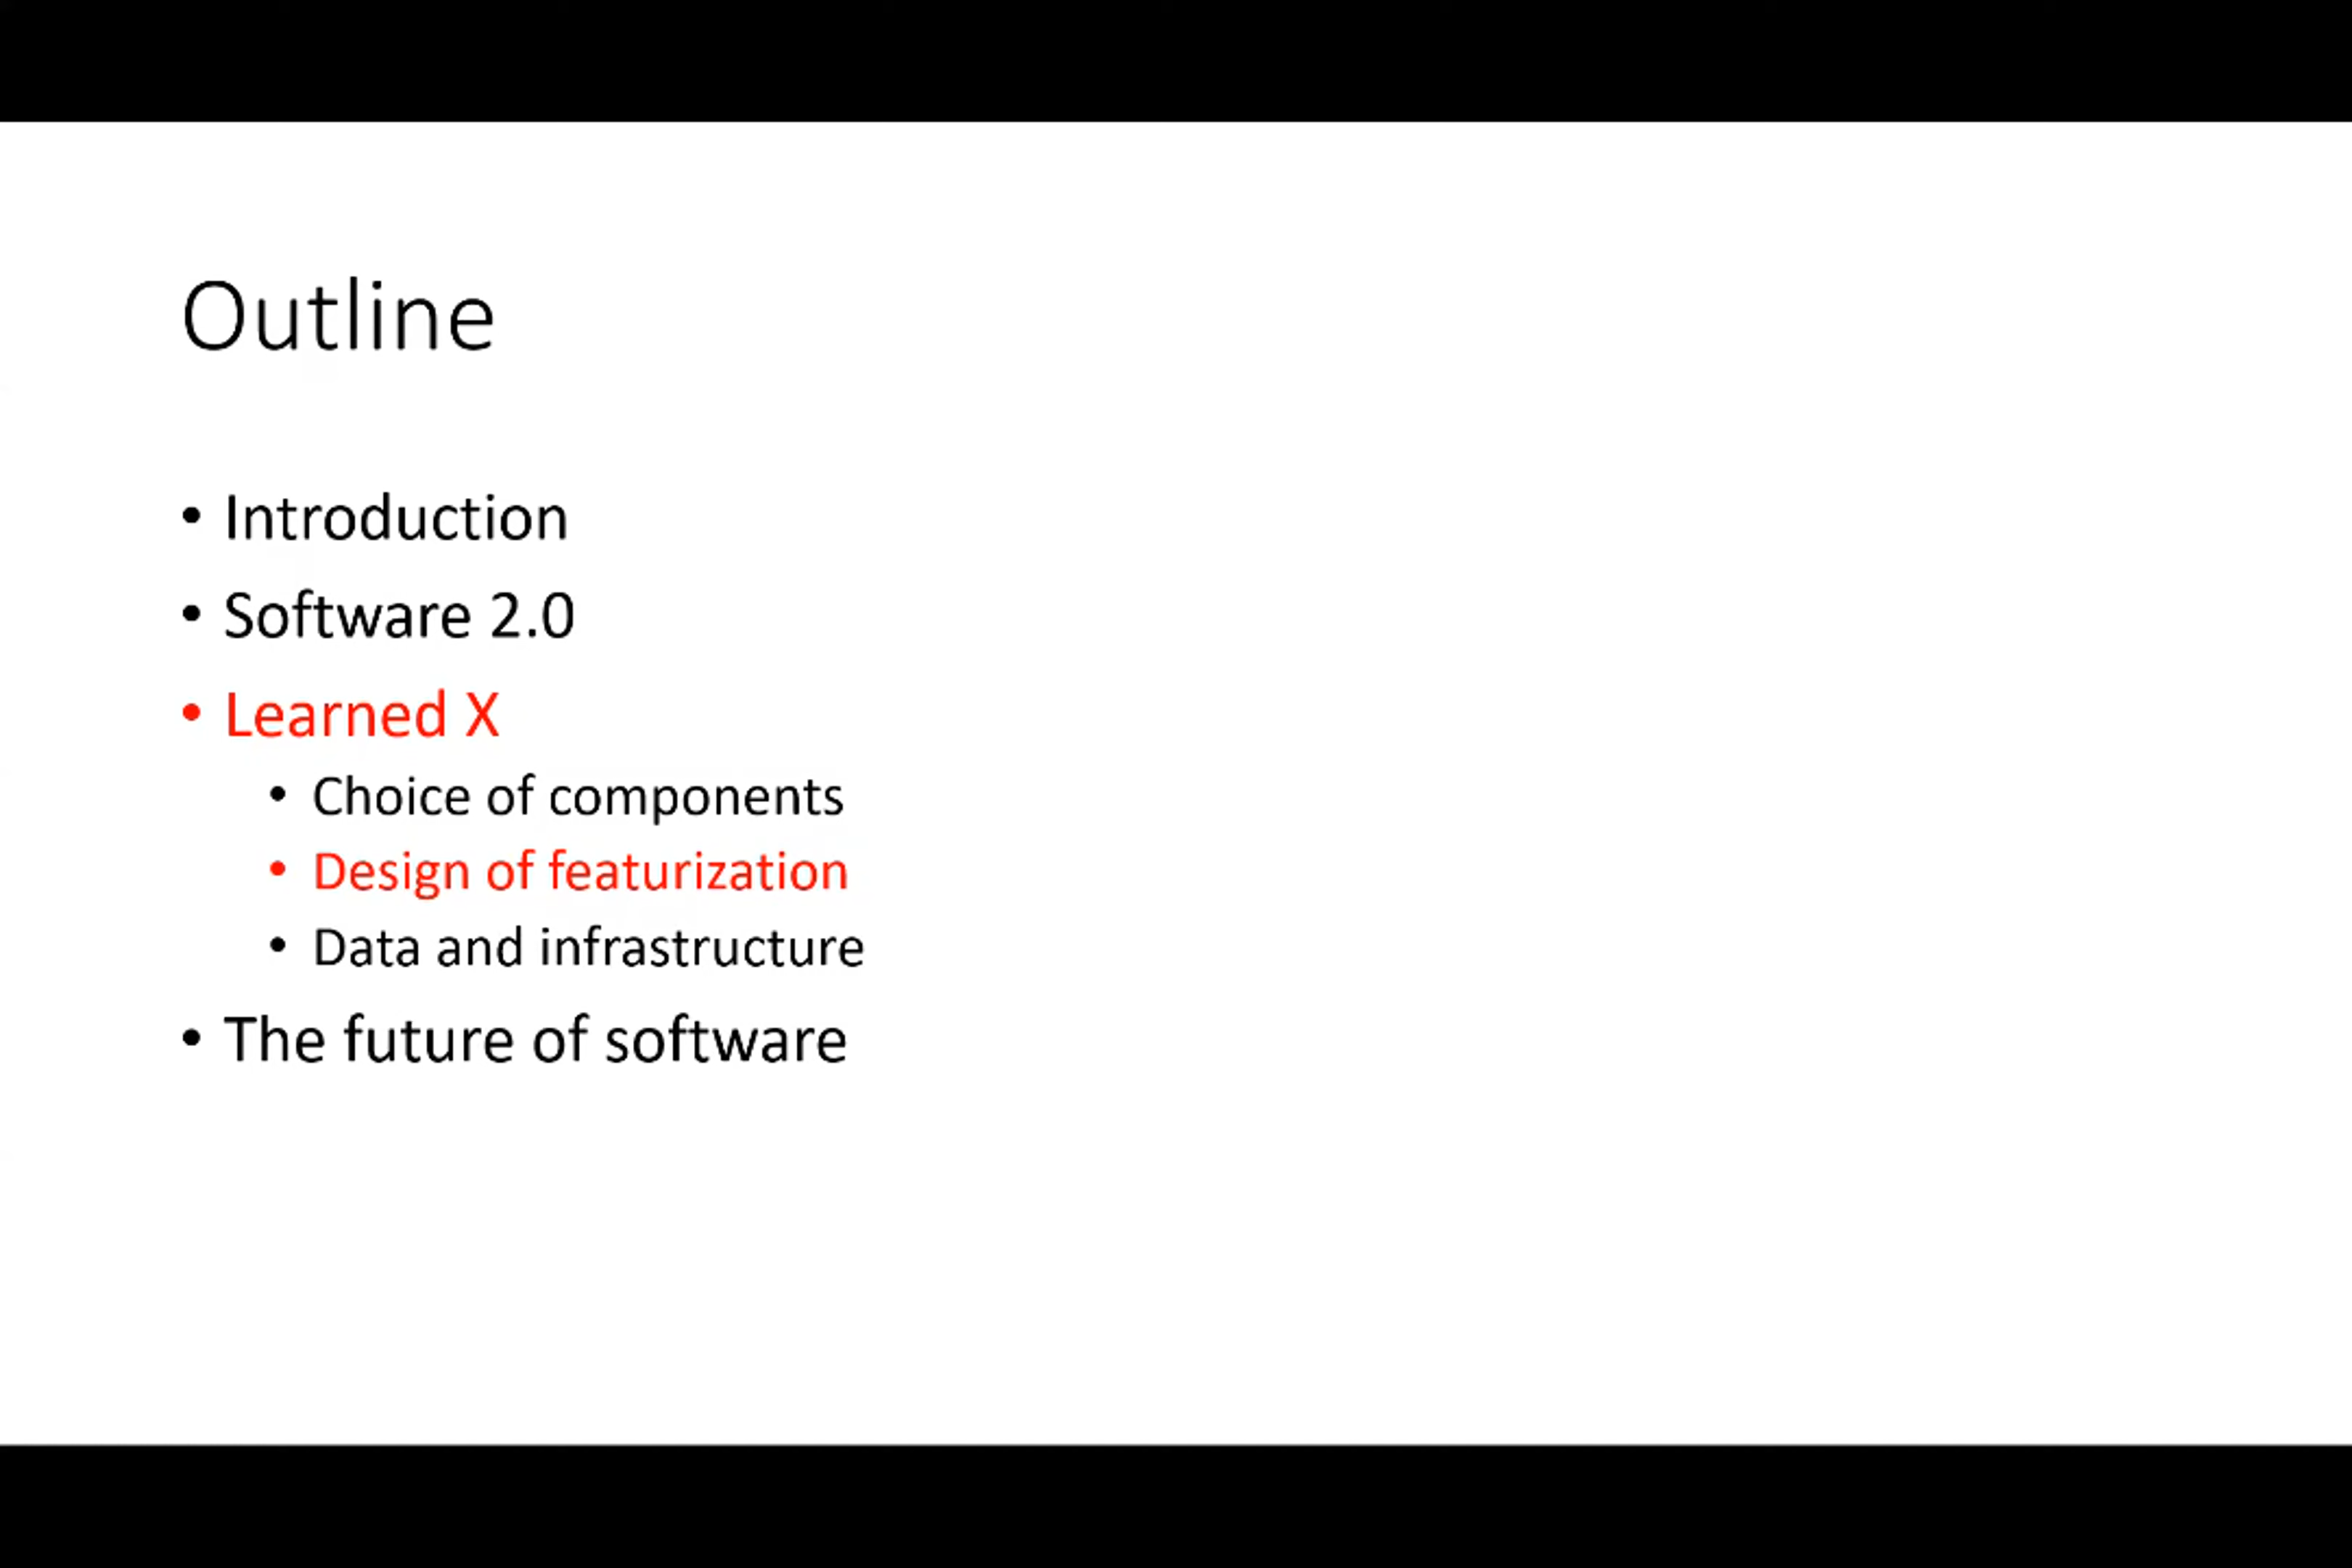 Outline
• Introduction
• Software 2.0
• Learned X
• Choice of components
• Design of featurization
• Data and infrastructure
• The future of software